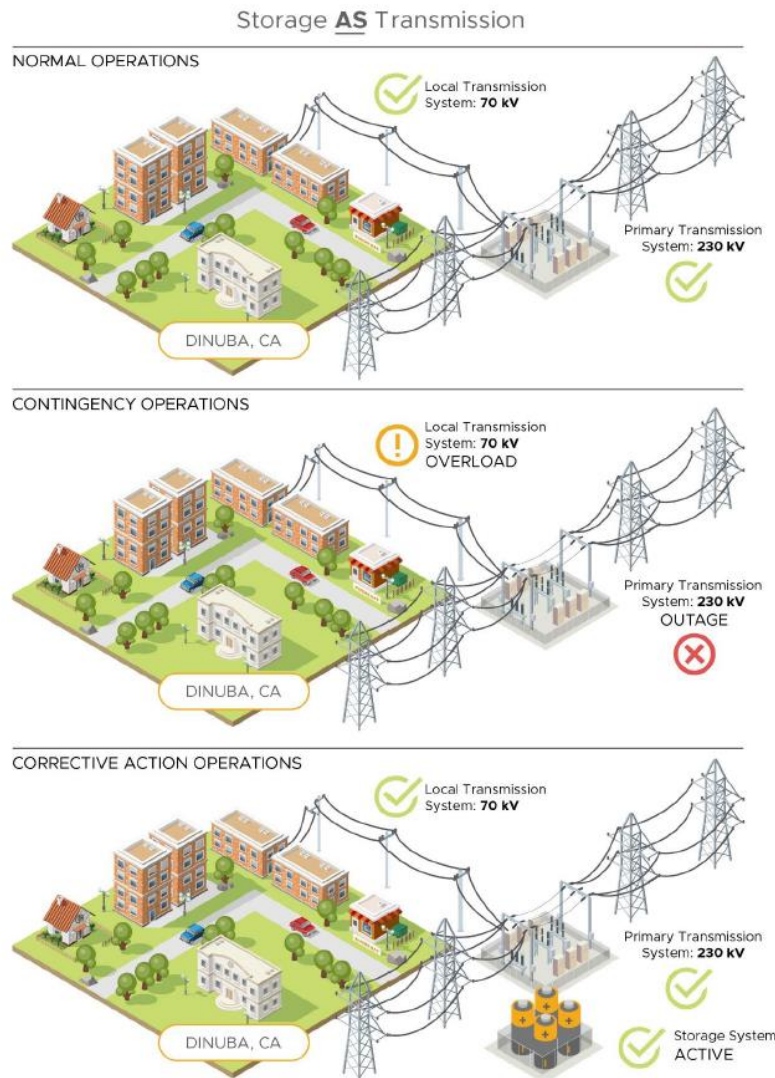 Storage AS Transmission
NORMAL OPERATIONS
Local Transmission
System: 70 kV
Primary Transmission
System: 230 kV
DINUBA, CA
CONTINGENCY OPERATIONS
Local Transmission
System: 70 kV
OVERLOAD
Primary Transmission
System: 230 kV
OUTAGE
DINUBA, CA
CORRECTIVE ACTION OPERATIONS
Local Transmission
System: 70 kV
Primary Transmission
System: 230 kV
DINUBA, CA
Storage System
ACTIVE